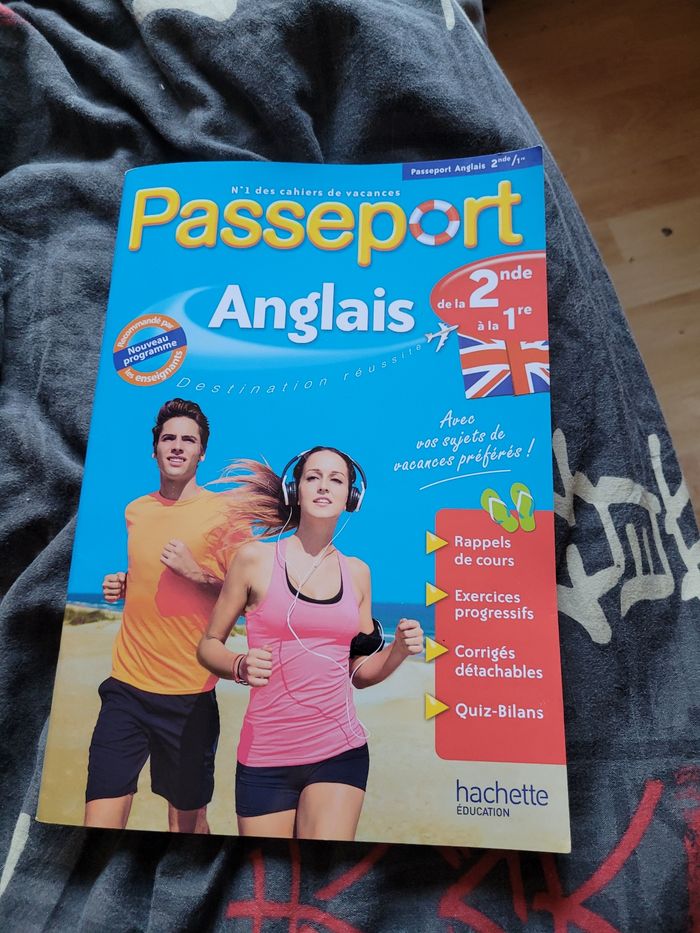 Passeport Anglais 2nde/1re
N°1 des cahiers de vacances
Passeport
Anglais
de la 2nde
à la 1re
Recommandé par
Nouveau
programme
les enseignants
Destination réussite
Avec
vos sujets de
vacances préférés !
Rappels
de cours
Exercices
progressifs
Corrigés
détachables
Quiz-Bilans
hachette
ÉDUCATION